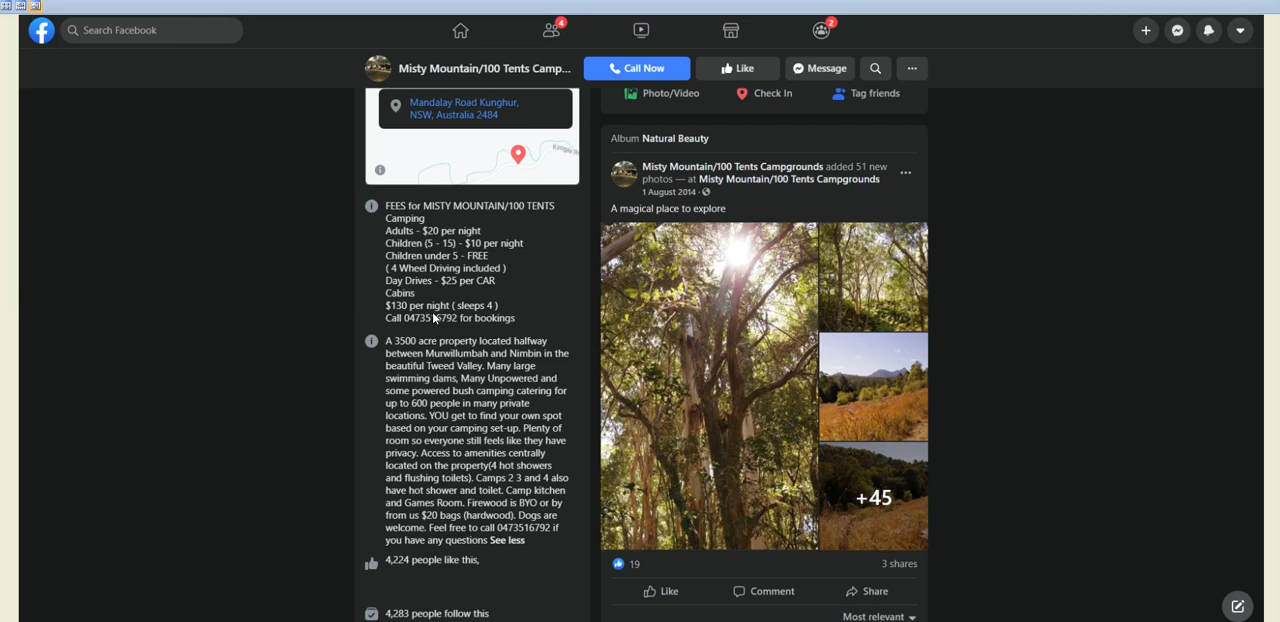 Search Facebook
4
2
Misty Mountain/100 Tents Camp...
Call Now
Like
Message
Mandalay Road Kunghur,
NSW, Australia 2484
FEES for MISTY MOUNTAIN/100 TENTS
Camping
Adults - $20 per night
Children (5 - 15) - $10 per night
Children under 5 - FREE
( 4 Wheel Driving included )
Day Drives - $25 per CAR
Cabins
$130 per night ( sleeps 4 )
Call 0473516792 for bookings
A 3500 acre property located halfway
between Murwillumbah and Nimbin in the
beautiful Tweed Valley. Many large
swimming dams, Many Unpowered and
some powered bush camping catering for
up to 600 people in many private
locations. YOU get to find your own spot
based on your camping set-up. Plenty of
room so everyone still feels like they have
privacy. Access to amenities centrally
located on the property(4 hot showers
and flushing toilets). Camps 2 3 and 4 also
have hot shower and toilet. Camp kitchen
and Games Room. Firewood is BYO or by
from us $20 bags (hardwood). Dogs are
welcome. Feel free to call 0473516792 if
you have any questions See less
4,224 people like this,
4,283 people follow this
Photo/Video
Check In
Tag friends
Album Natural Beauty
Misty Mountain/100 Tents Campgrounds added 51 new
photos — at Misty Mountain/100 Tents Campgrounds
1 August 2014 ·
A magical place to explore
+45
19
3 shares
Like
Comment
Share
Most relevant